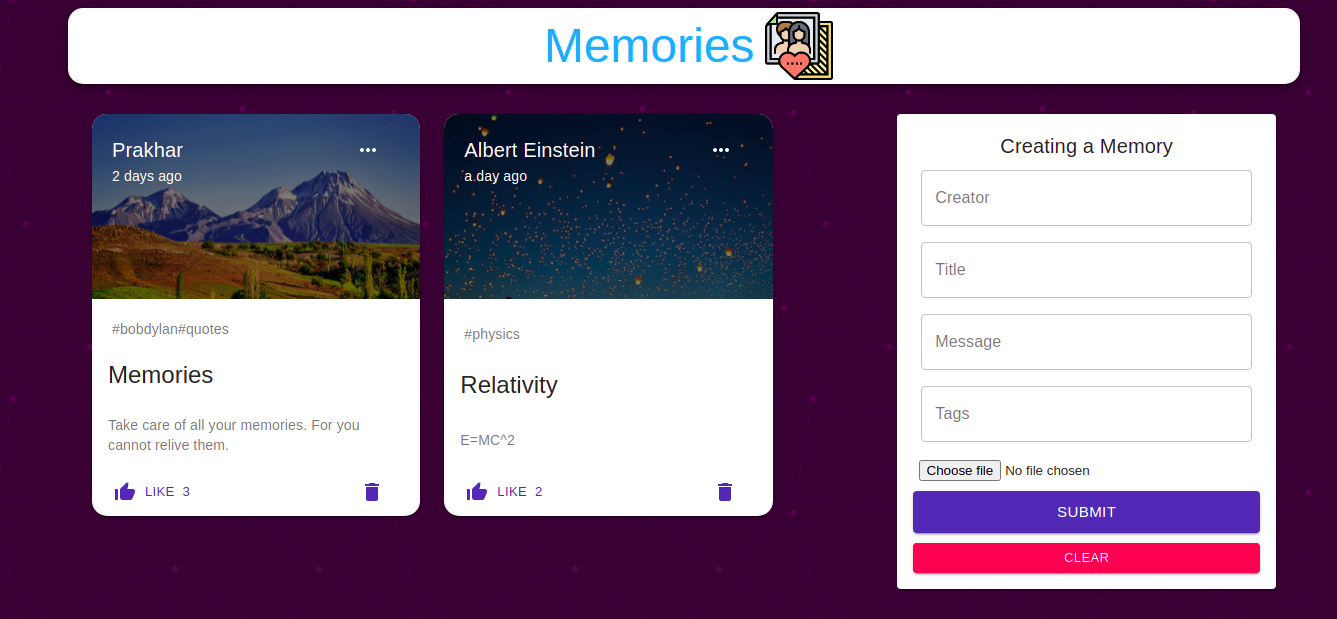 Memories
Prakhar
2 days ago
#bobdylan#quotes
Memories
Take care of all your memories. For you
cannot relive them.
LIKE 3
Albert Einstein
a day ago
#physics
Relativity
E=MC^2
LIKE 2
Creating a Memory
Creator
Title
Message
Tags
Choose file No file chosen
SUBMIT
CLEAR